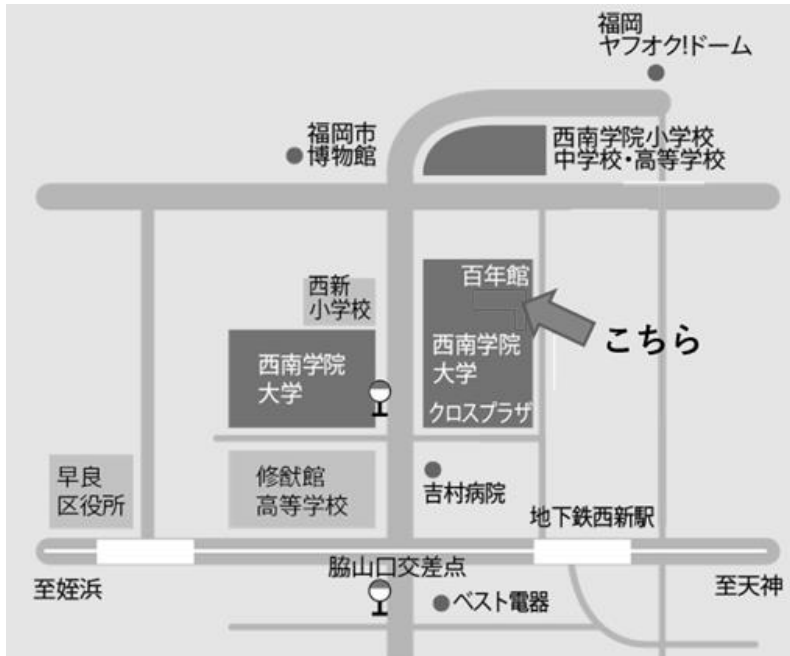 福岡
ヤフオク!ドーム
福岡市
博物館
西南学院小学校
中学校・高等学校
西新
小学校
百年館
こちら
西南学院
大学
西南学院
大学
クロスプラザ
早良
区役所
修猷館
高等学校
吉村病院
地下鉄西新駅
脇山口交差点
至姪浜
ベスト電器
至天神